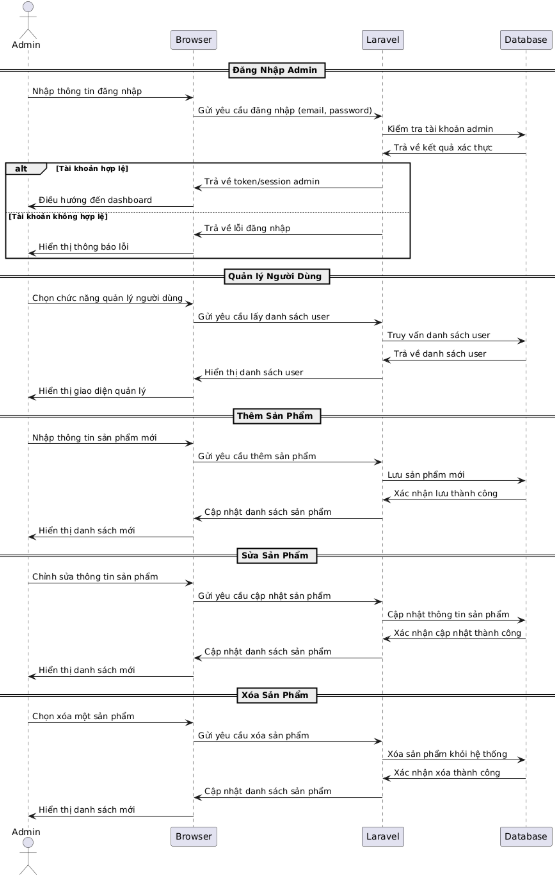 Admin
Browser
Laravel
Database
Đăng Nhập Admin
Nhập thông tin đăng nhập
Gửi yêu cầu đăng nhập (email, password)
Kiểm tra tài khoản admin
Trả về kết quả xác thực
alt [Tài khoản hợp lệ]
Trả về token/session admin
Điều hướng đến dashboard
[Tài khoản không hợp lệ]
Trả về lỗi đăng nhập
Hiển thị thông báo lỗi
Quản lý Người Dùng
Chọn chức năng quản lý người dùng
Gửi yêu cầu lấy danh sách user
Truy vấn danh sách user
Trả về danh sách user
Hiển thị danh sách user
Hiển thị giao diện quản lý
Thêm Sản Phẩm
Nhập thông tin sản phẩm mới
Gửi yêu cầu thêm sản phẩm
Lưu sản phẩm mới
Xác nhận lưu thành công
Cập nhật danh sách sản phẩm
Hiển thị danh sách mới
Sửa Sản Phẩm
Chỉnh sửa thông tin sản phẩm
Gửi yêu cầu cập nhật sản phẩm
Cập nhật thông tin sản phẩm
Xác nhận cập nhật thành công
Cập nhật danh sách sản phẩm
Hiển thị danh sách mới
Xóa Sản Phẩm
Chọn xóa một sản phẩm
Gửi yêu cầu xóa sản phẩm
Xóa sản phẩm khỏi hệ thống
Xác nhận xóa thành công
Cập nhật danh sách sản phẩm
Hiển thị danh sách mới
Admin
Browser
Laravel
Database